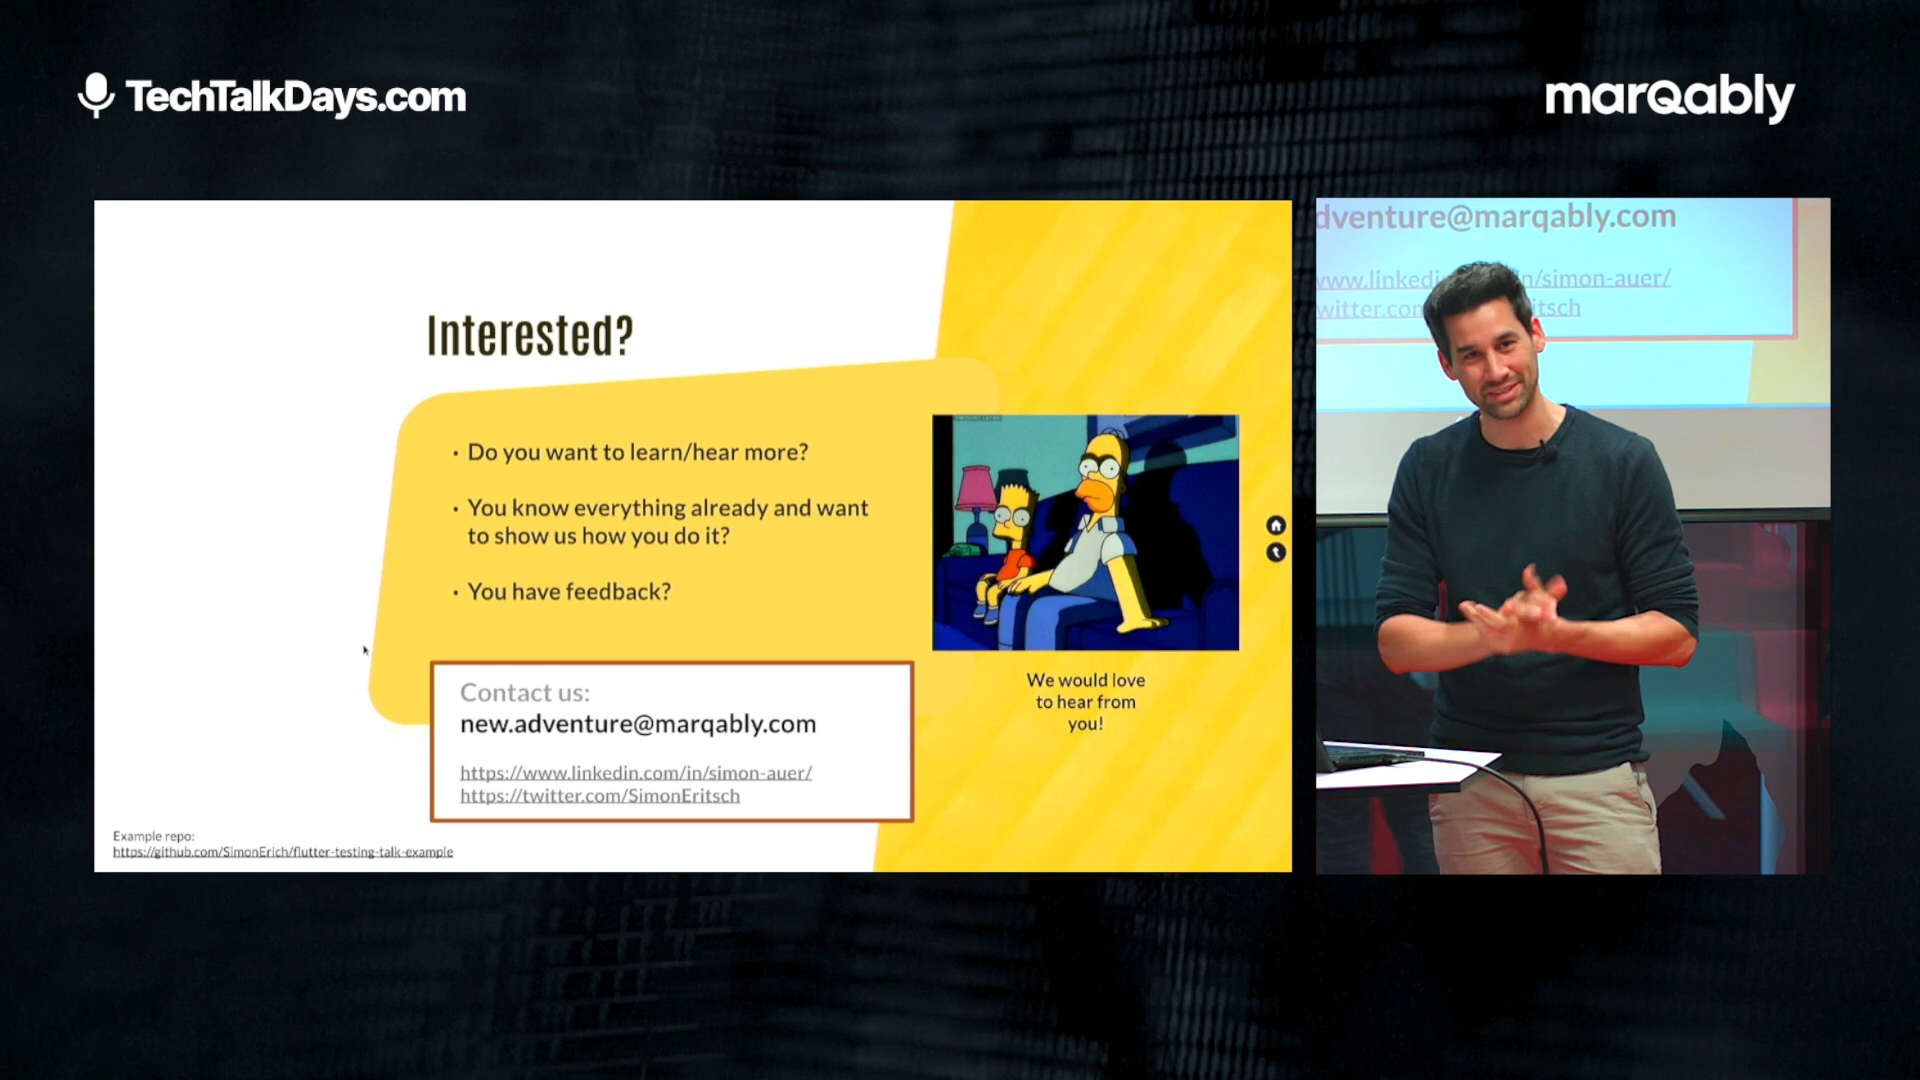 TechTalkDays.com
marQably
Interested?
• Do you want to learn/hear more?
• You know everything already and want
to show us how you do it?
• You have feedback?
We would love
to hear from
you!
Contact us:
new.adventure@marqably.com
https://www.linkedin.com/in/simon-auer/
https://twitter.com/SimonEritsch
Example repo:
https://github.com/SimonErich/flutter-testing-talk-example
dventure@marqably.com
www.linkedi n/simon-auer/
witter.com itsch